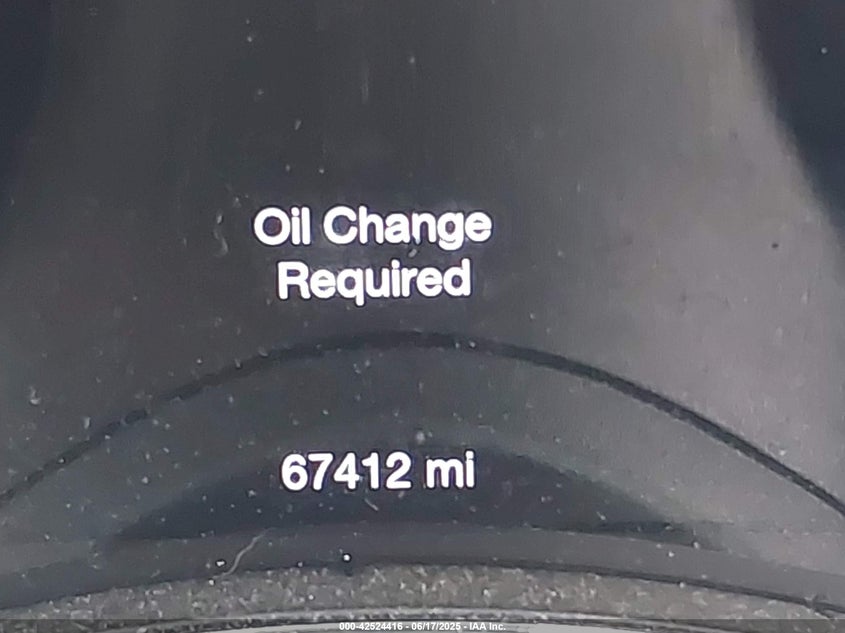 Oil Change
Required
67412 mi
000-42524416 - 06/17/2025 - IAA Inc.